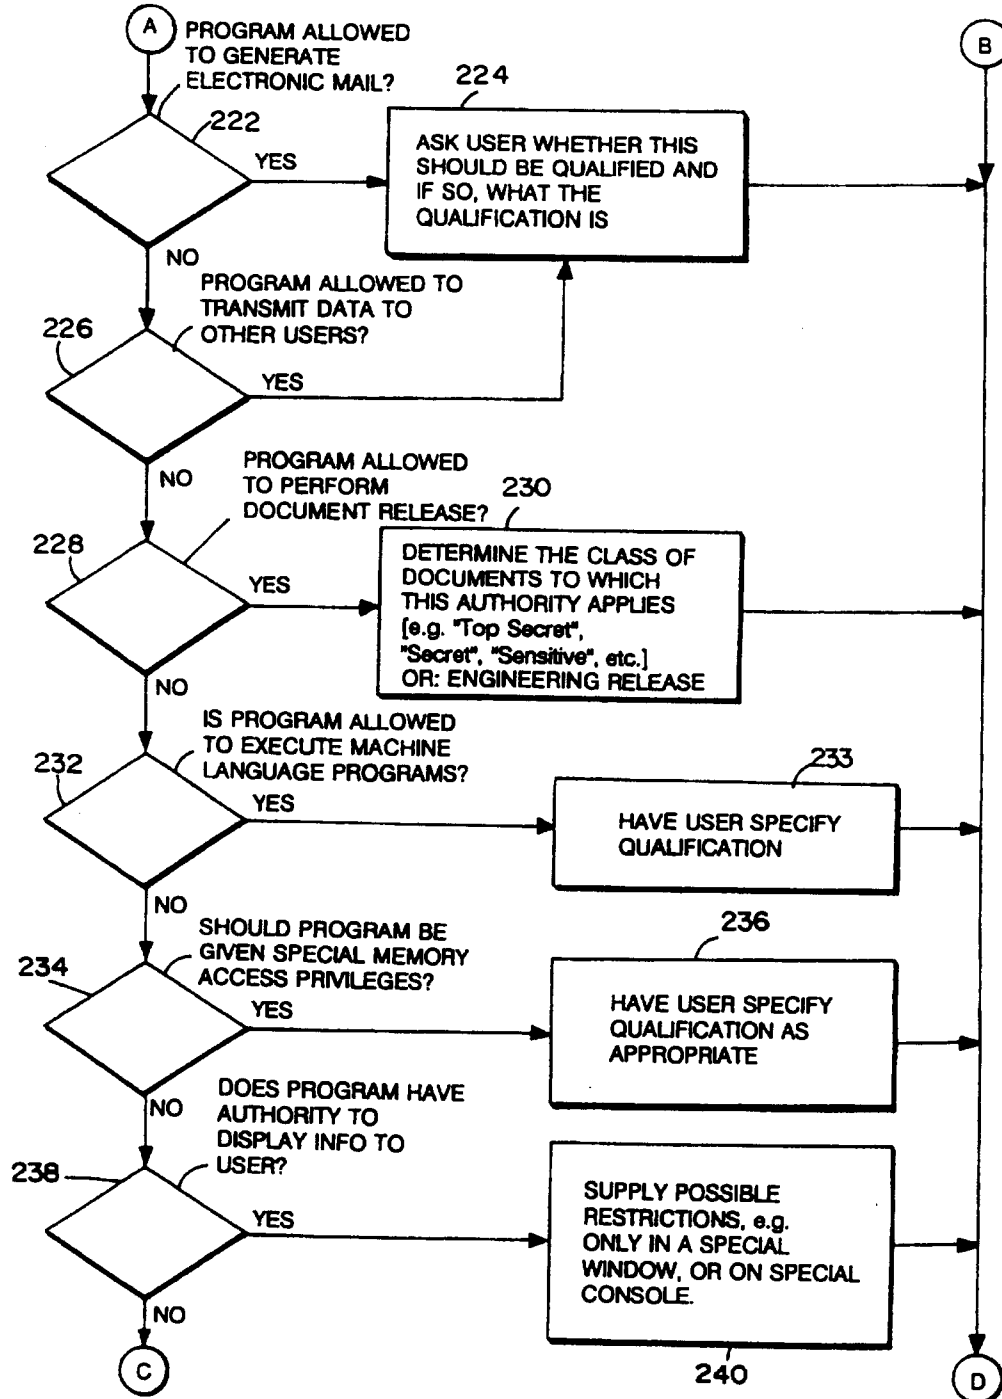 A
PROGRAM ALLOWED
TO GENERATE
ELECTRONIC MAIL?
B
222
224
YES
ASK USER WHETHER THIS
SHOULD BE QUALIFIED AND
IF SO, WHAT THE
QUALIFICATION IS
NO
PROGRAM ALLOWED TO
TRANSMIT DATA TO
OTHER USERS?
226
YES
NO
PROGRAM ALLOWED
TO PERFORM
DOCUMENT RELEASE?
228
230
YES
DETERMINE THE CLASS OF
DOCUMENTS TO WHICH
THIS AUTHORITY APPLIES
[e.g. "Top Secret",
"Secret", "Sensitive", etc.]
OR: ENGINEERING RELEASE
NO
IS PROGRAM ALLOWED
TO EXECUTE MACHINE
LANGUAGE PROGRAMS?
232
233
YES
HAVE USER SPECIFY
QUALIFICATION
NO
SHOULD PROGRAM BE
GIVEN SPECIAL MEMORY
ACCESS PRIVILEGES?
234
236
YES
HAVE USER SPECIFY
QUALIFICATION AS
APPROPRIATE
NO
DOES PROGRAM HAVE
AUTHORITY TO
DISPLAY INFO TO
USER?
238
YES
SUPPLY POSSIBLE
RESTRICTIONS, e.g.
ONLY IN A SPECIAL
WINDOW, OR ON SPECIAL
CONSOLE.
240
NO
C
D